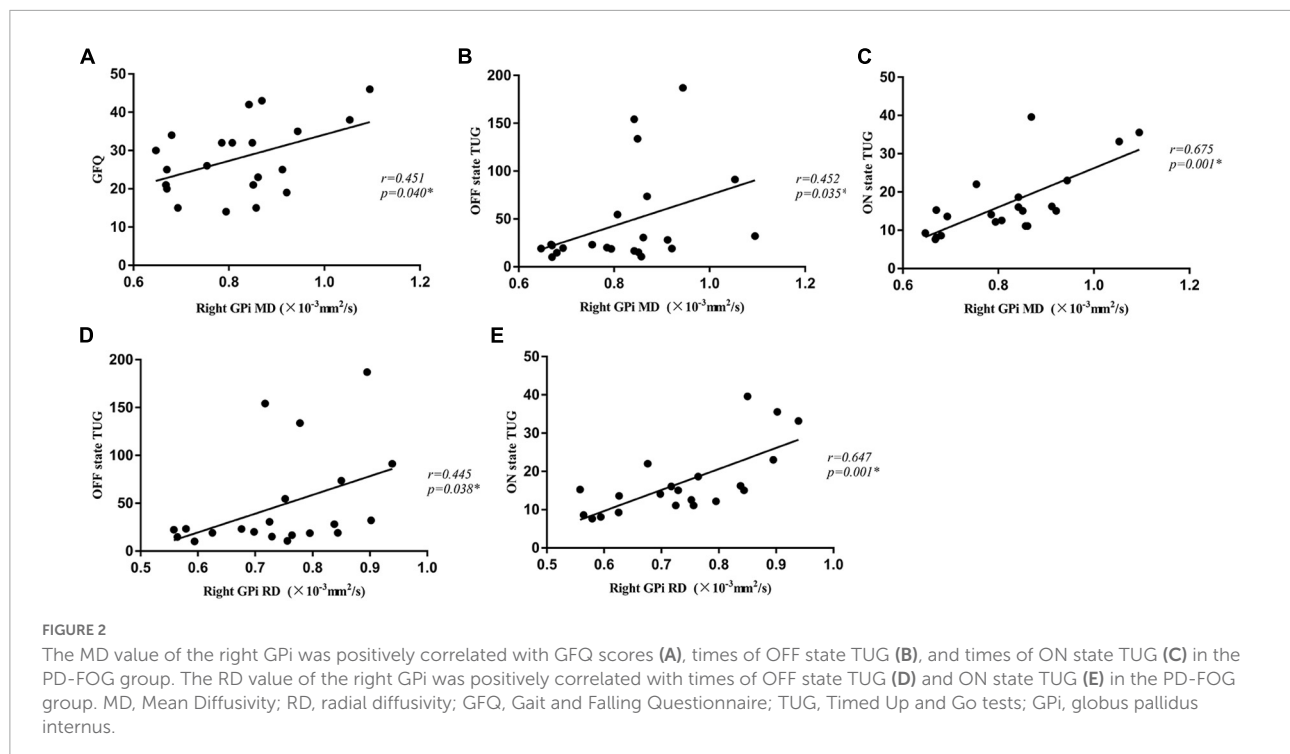 A
50
40
30
20
10
0
GFQ
0.6 0.8 1.0 1.2
Right GPi MD (×10⁻³mm²/s)
r=0.451
p=0.040*
B
200
150
100
50
0
OFF state TUG
0.6 0.8 1.0 1.2
Right GPi MD (×10⁻³mm²/s)
r=0.452
p=0.035*
C
50
40
30
20
10
0
ON state TUG
0.6 0.8 1.0 1.2
Right GPi MD (×10⁻³mm²/s)
r=0.675
p=0.001*
D
200
150
100
50
0
OFF state TUG
0.5 0.6 0.7 0.8 0.9 1.0
Right GPi RD (×10⁻³mm²/s)
r=0.445
p=0.038*
E
50
40
30
20
10
0
ON state TUG
0.5 0.6 0.7 0.8 0.9 1.0
Right GPi RD (×10⁻³mm²/s)
r=0.647
p=0.001*
FIGURE 2
The MD value of the right GPi was positively correlated with GFQ scores (A), times of OFF state TUG (B), and times of ON state TUG (C) in the
PD-FOG group. The RD value of the right GPi was positively correlated with times of OFF state TUG (D) and ON state TUG (E) in the PD-FOG
group. MD, Mean Diffusivity; RD, radial diffusivity; GFQ, Gait and Falling Questionnaire; TUG, Timed Up and Go tests; GPi, globus pallidus
internus.